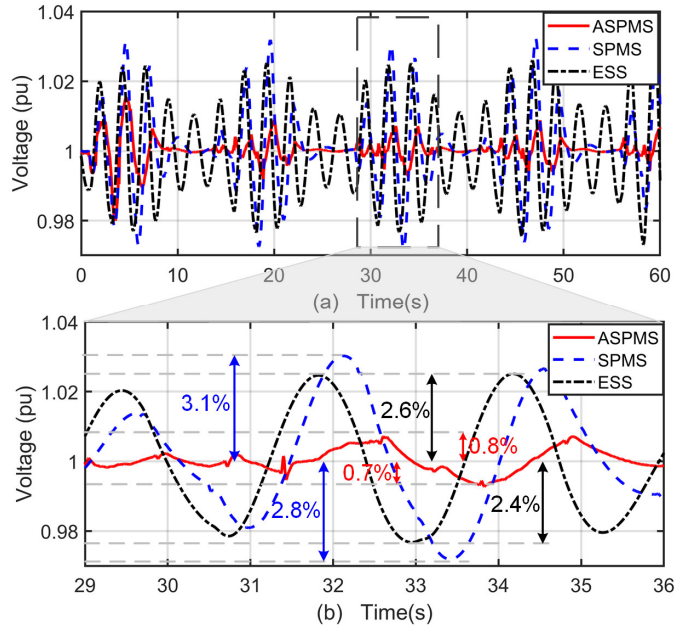 1.04
1.02
1
0.98
Voltage (pu)
ASPMS
SPMS
ESS
0 10 20 30 40 50 60
(a) Time(s)
1.04
1.02
1
0.98
Voltage (pu)
ASPMS
SPMS
ESS
3.1%
2.6%
0.8%
0.7%
2.8%
2.4%
29 30 31 32 33 34 35 36
(b) Time(s)